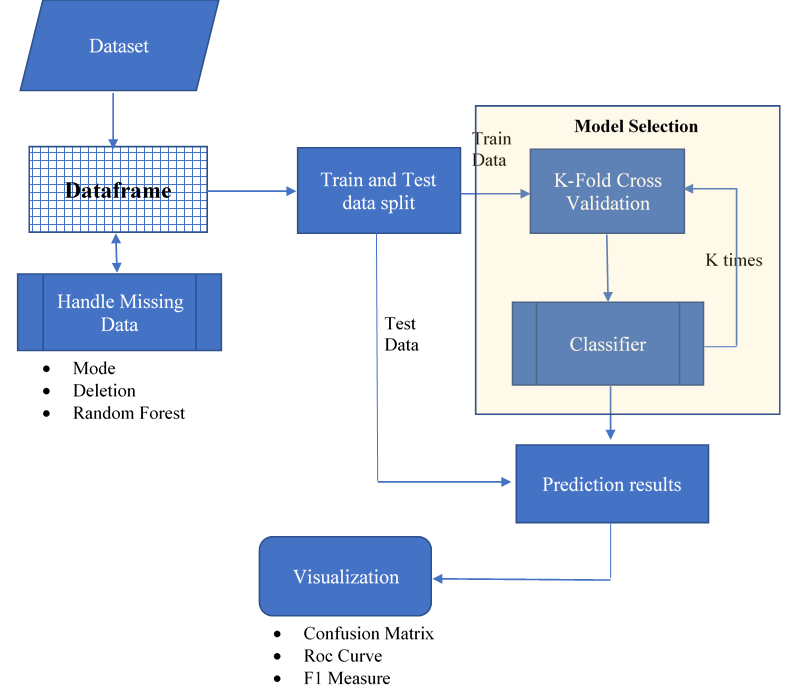 Dataset
Dataframe
Handle Missing
Data
• Mode
• Deletion
• Random Forest
Train and Test
data split
Train
Data
Test
Data
Model Selection
K-Fold Cross
Validation
K times
Classifier
Prediction results
Visualization
• Confusion Matrix
• Roc Curve
• F1 Measure